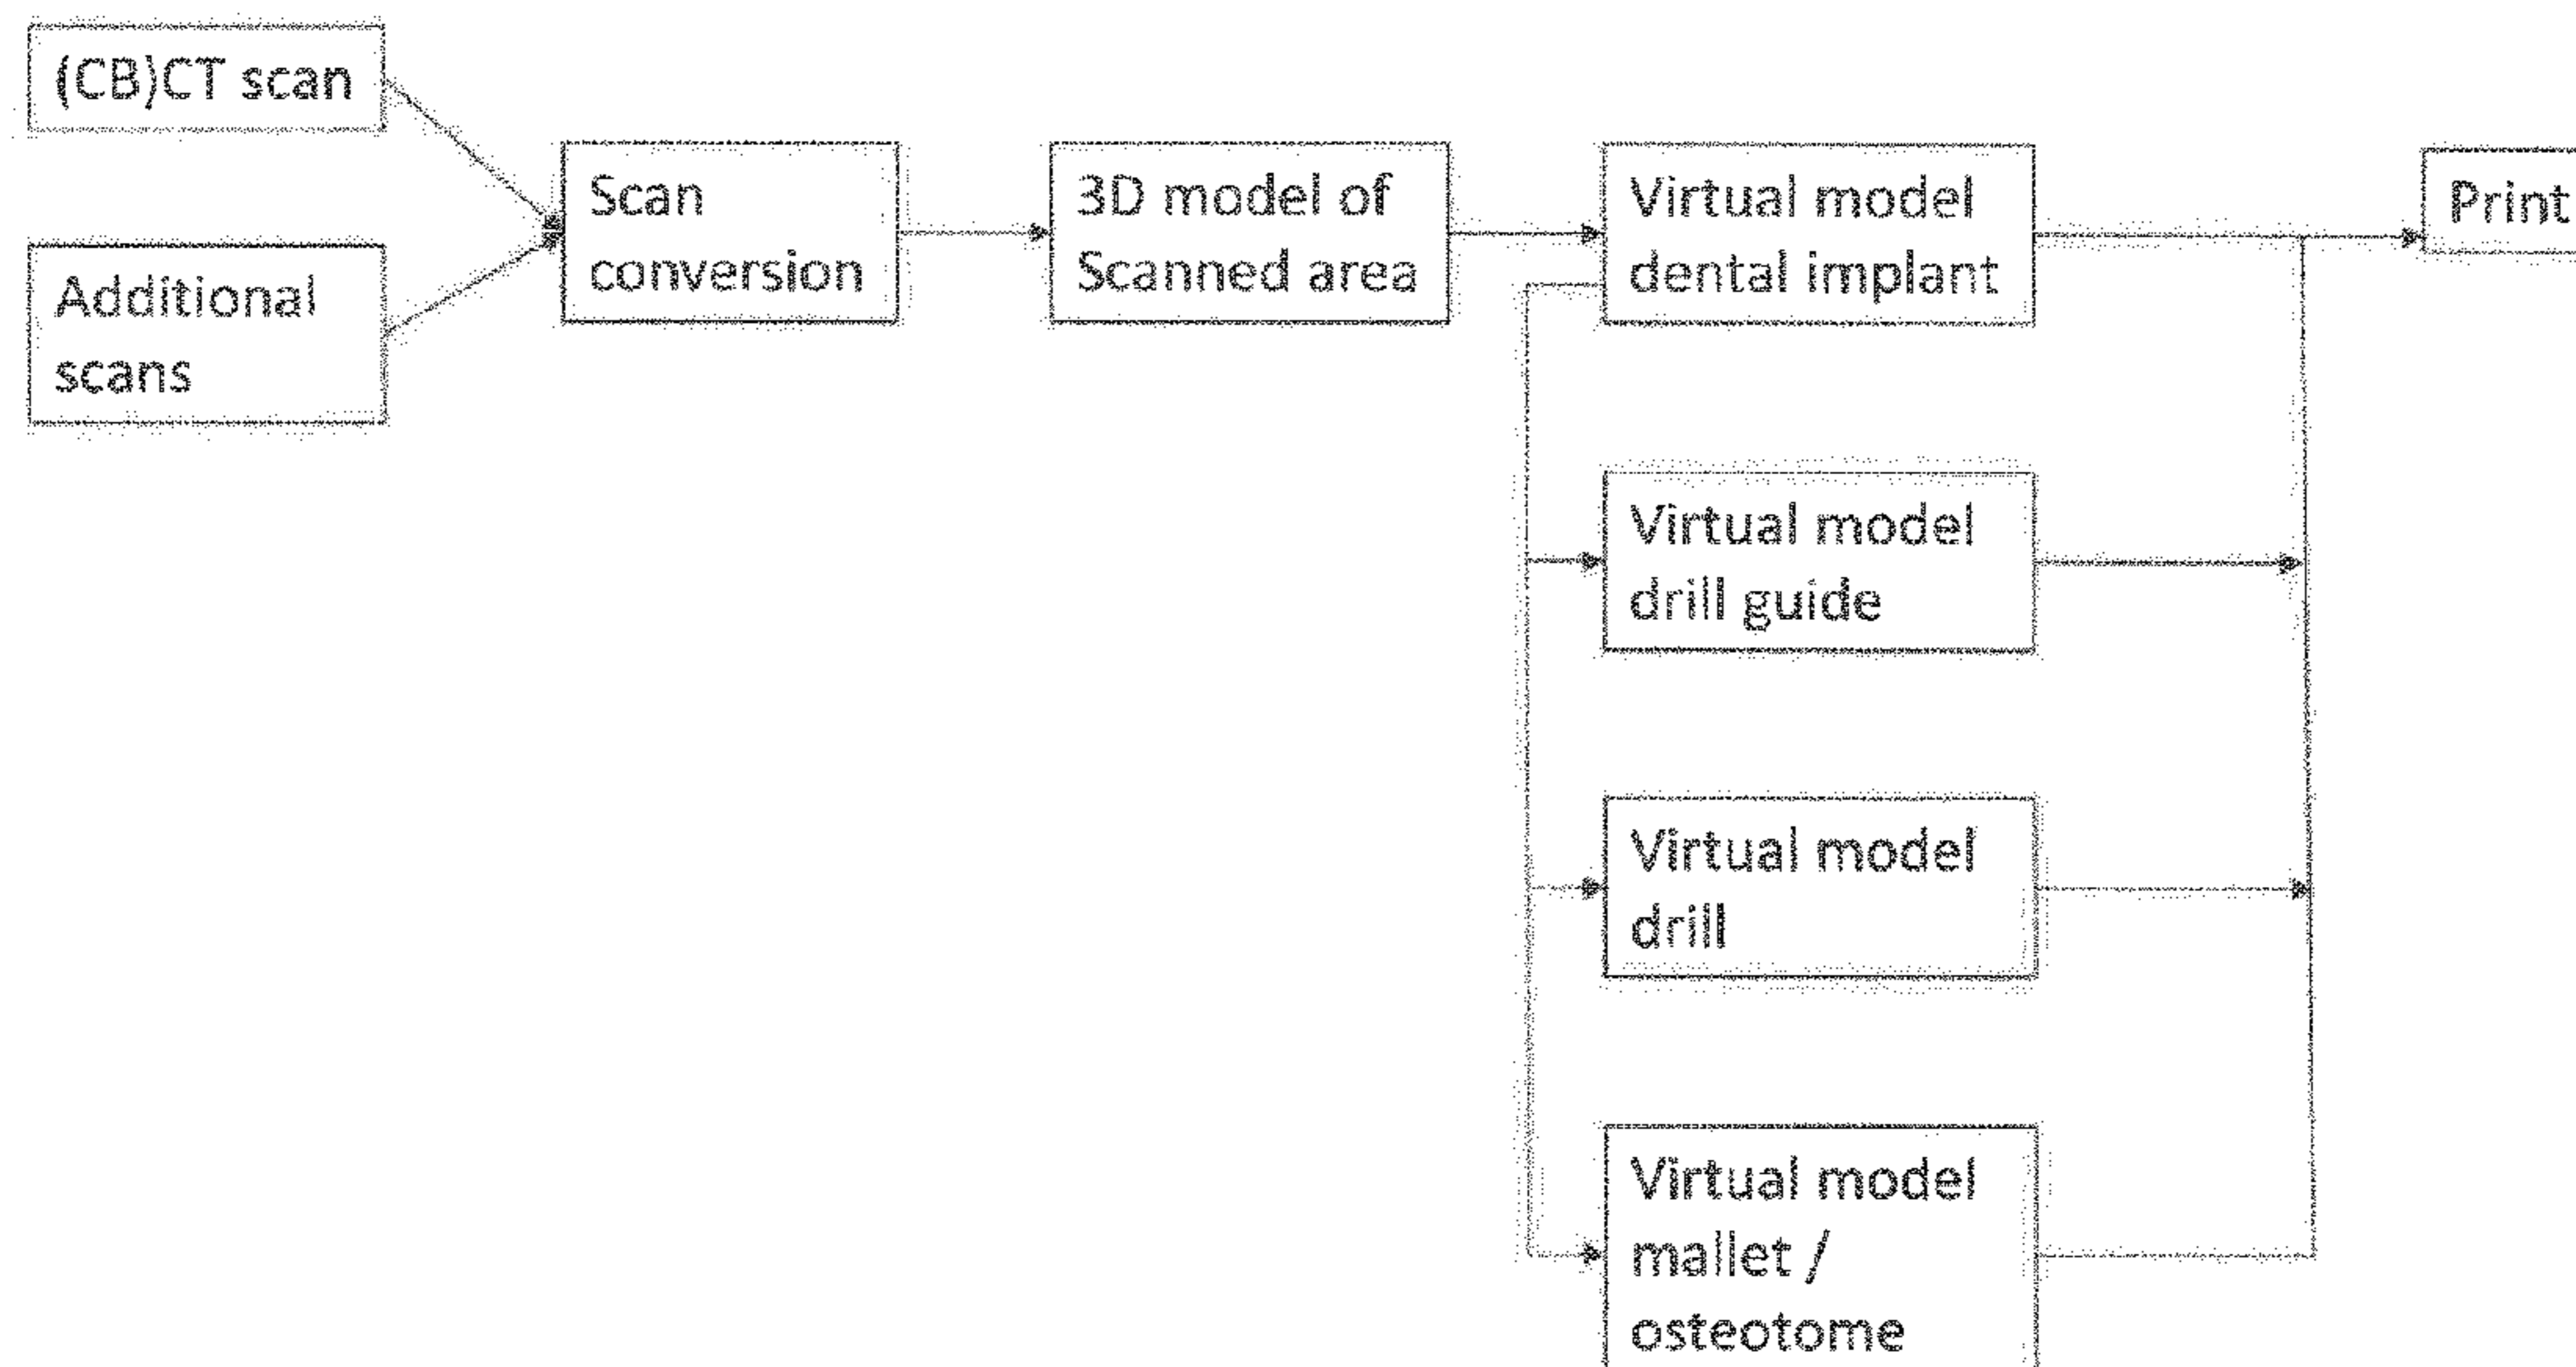 (CB)CT scan
Additional
scans
Scan
conversion
3D model of
Scanned area
Virtual model
dental implant
Print
Virtual model
drill guide
Virtual model
drill
Virtual model
mallet /
osteotome